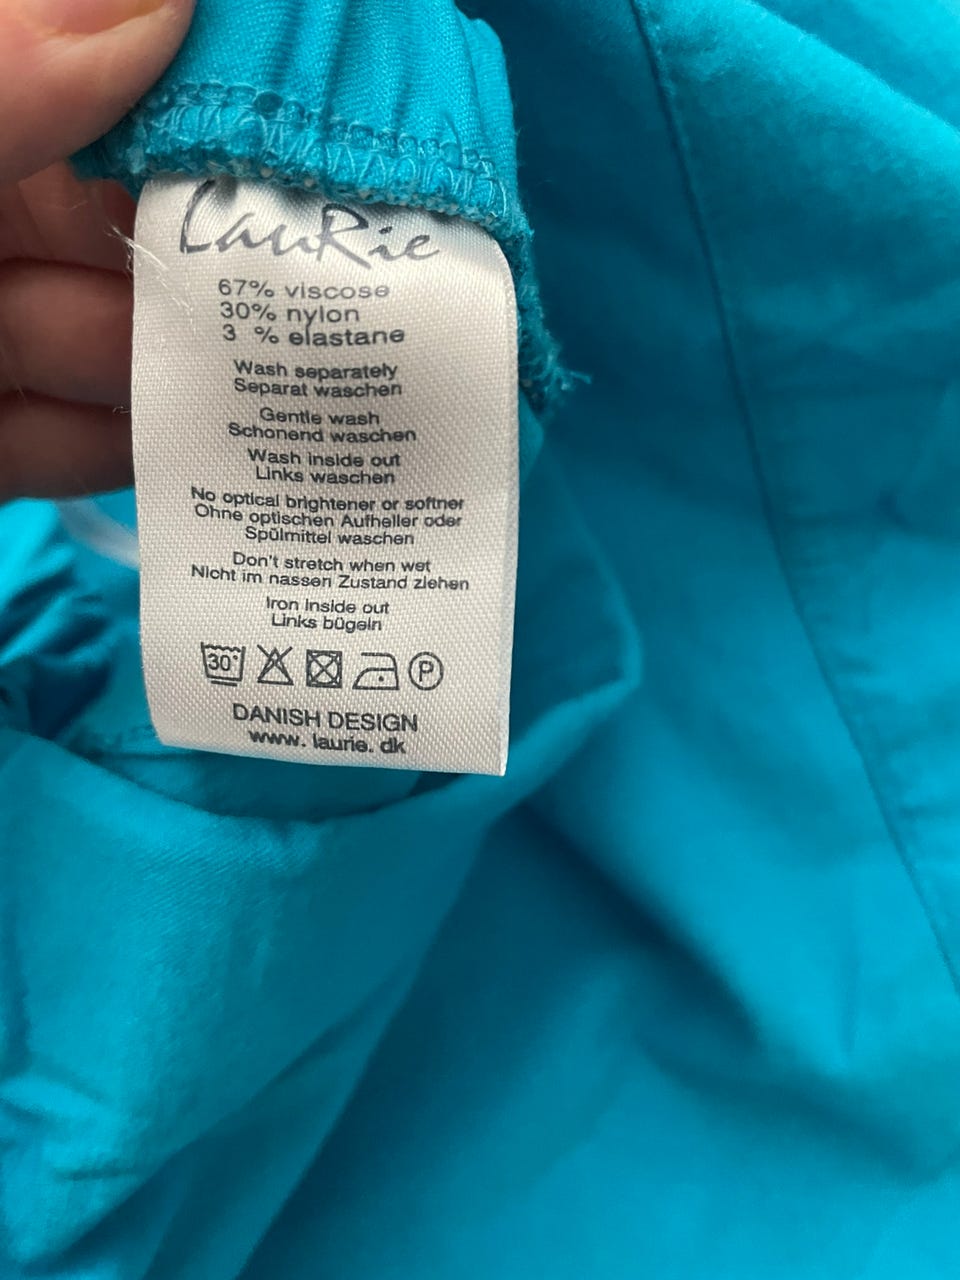 LauRie
67% viscose
30% nylon
3 % elastane
Wash separately
Separat waschen
Gentle wash
Schonend waschen
Wash inside out
Links waschen
No optical brightener or softner
Ohne optischen Aufheller oder
Spülmittel waschen
Don't stretch when wet
Nicht im nassen Zustand ziehen
Iron inside out
Links bügeln
30° P
DANISH DESIGN
www. laurie. dk